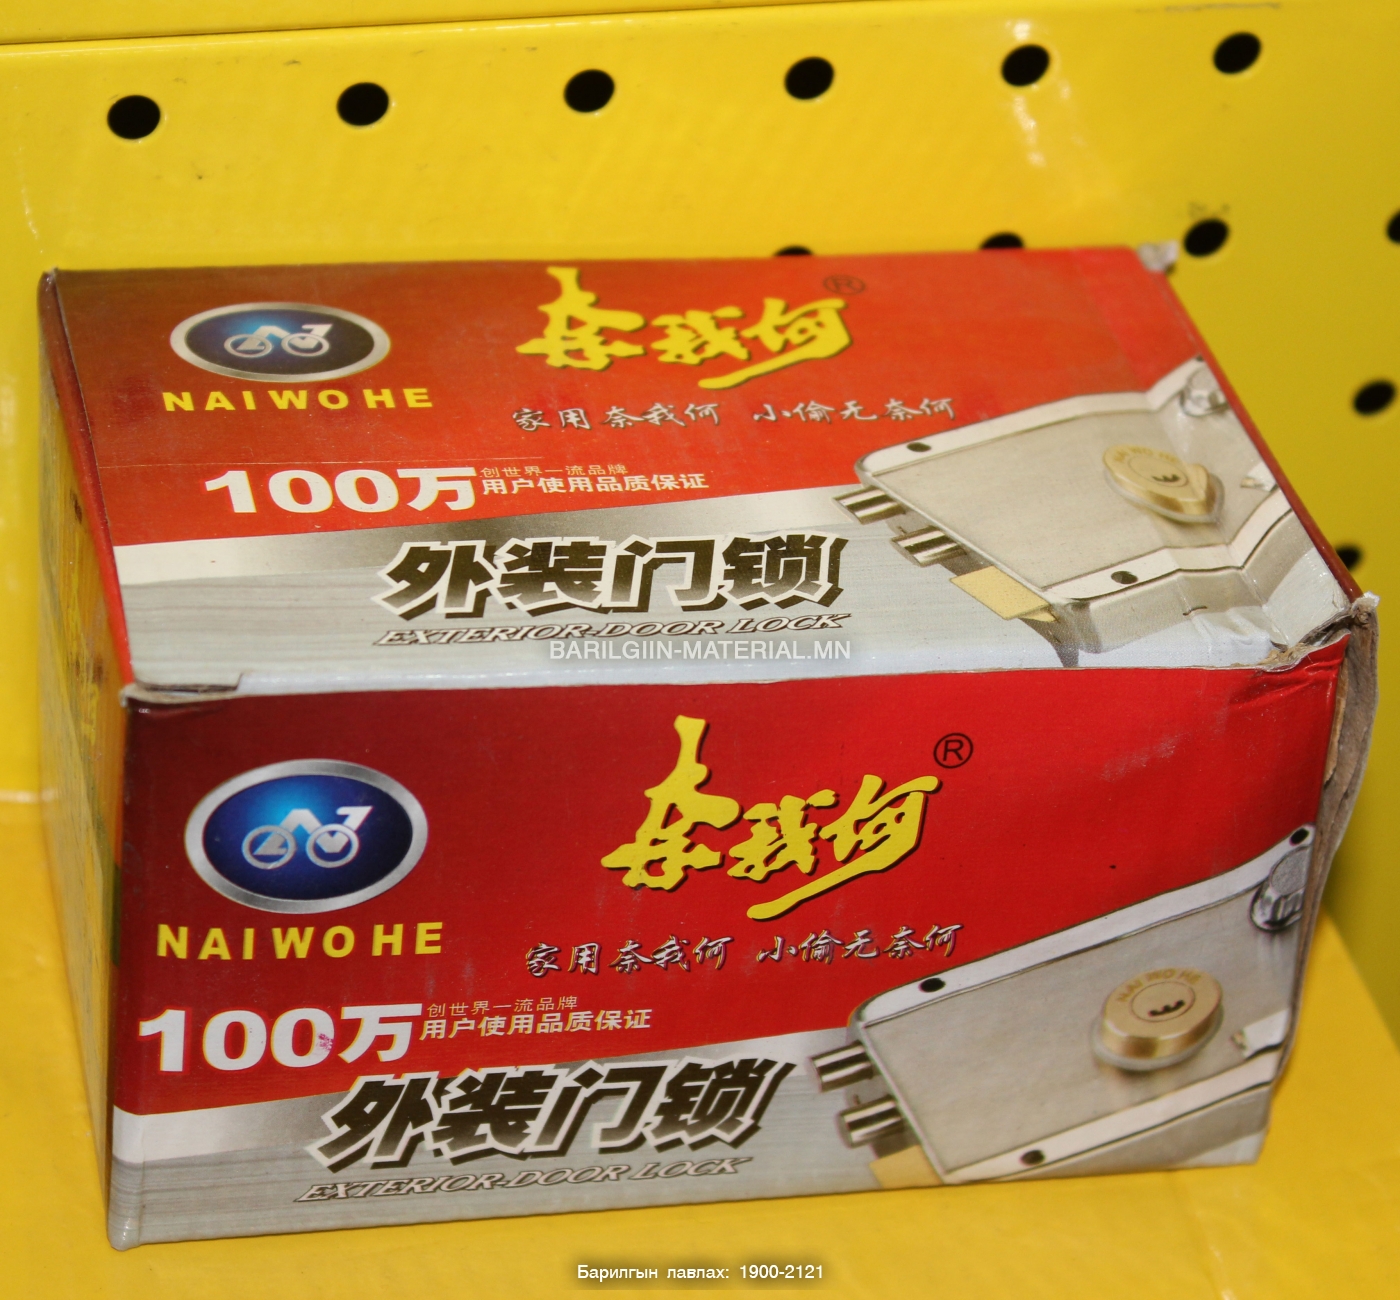 奈我何®
NAIWOHE
家用奈我何 小偷无奈何
100万
创世界一流品牌
用户使用品质保证
外装门锁
EXTERIOR-DOOR LOCK
BARILGIIN-MATERIAL.MN
奈我何®
NAIWOHE
家用奈我何 小偷无奈何
100万
创世界一流品牌
用户使用品质保证
NAIWOHE
外装门锁
EXTERIOR-DOOR LOCK
Барилгын лавлах: 1900-2121